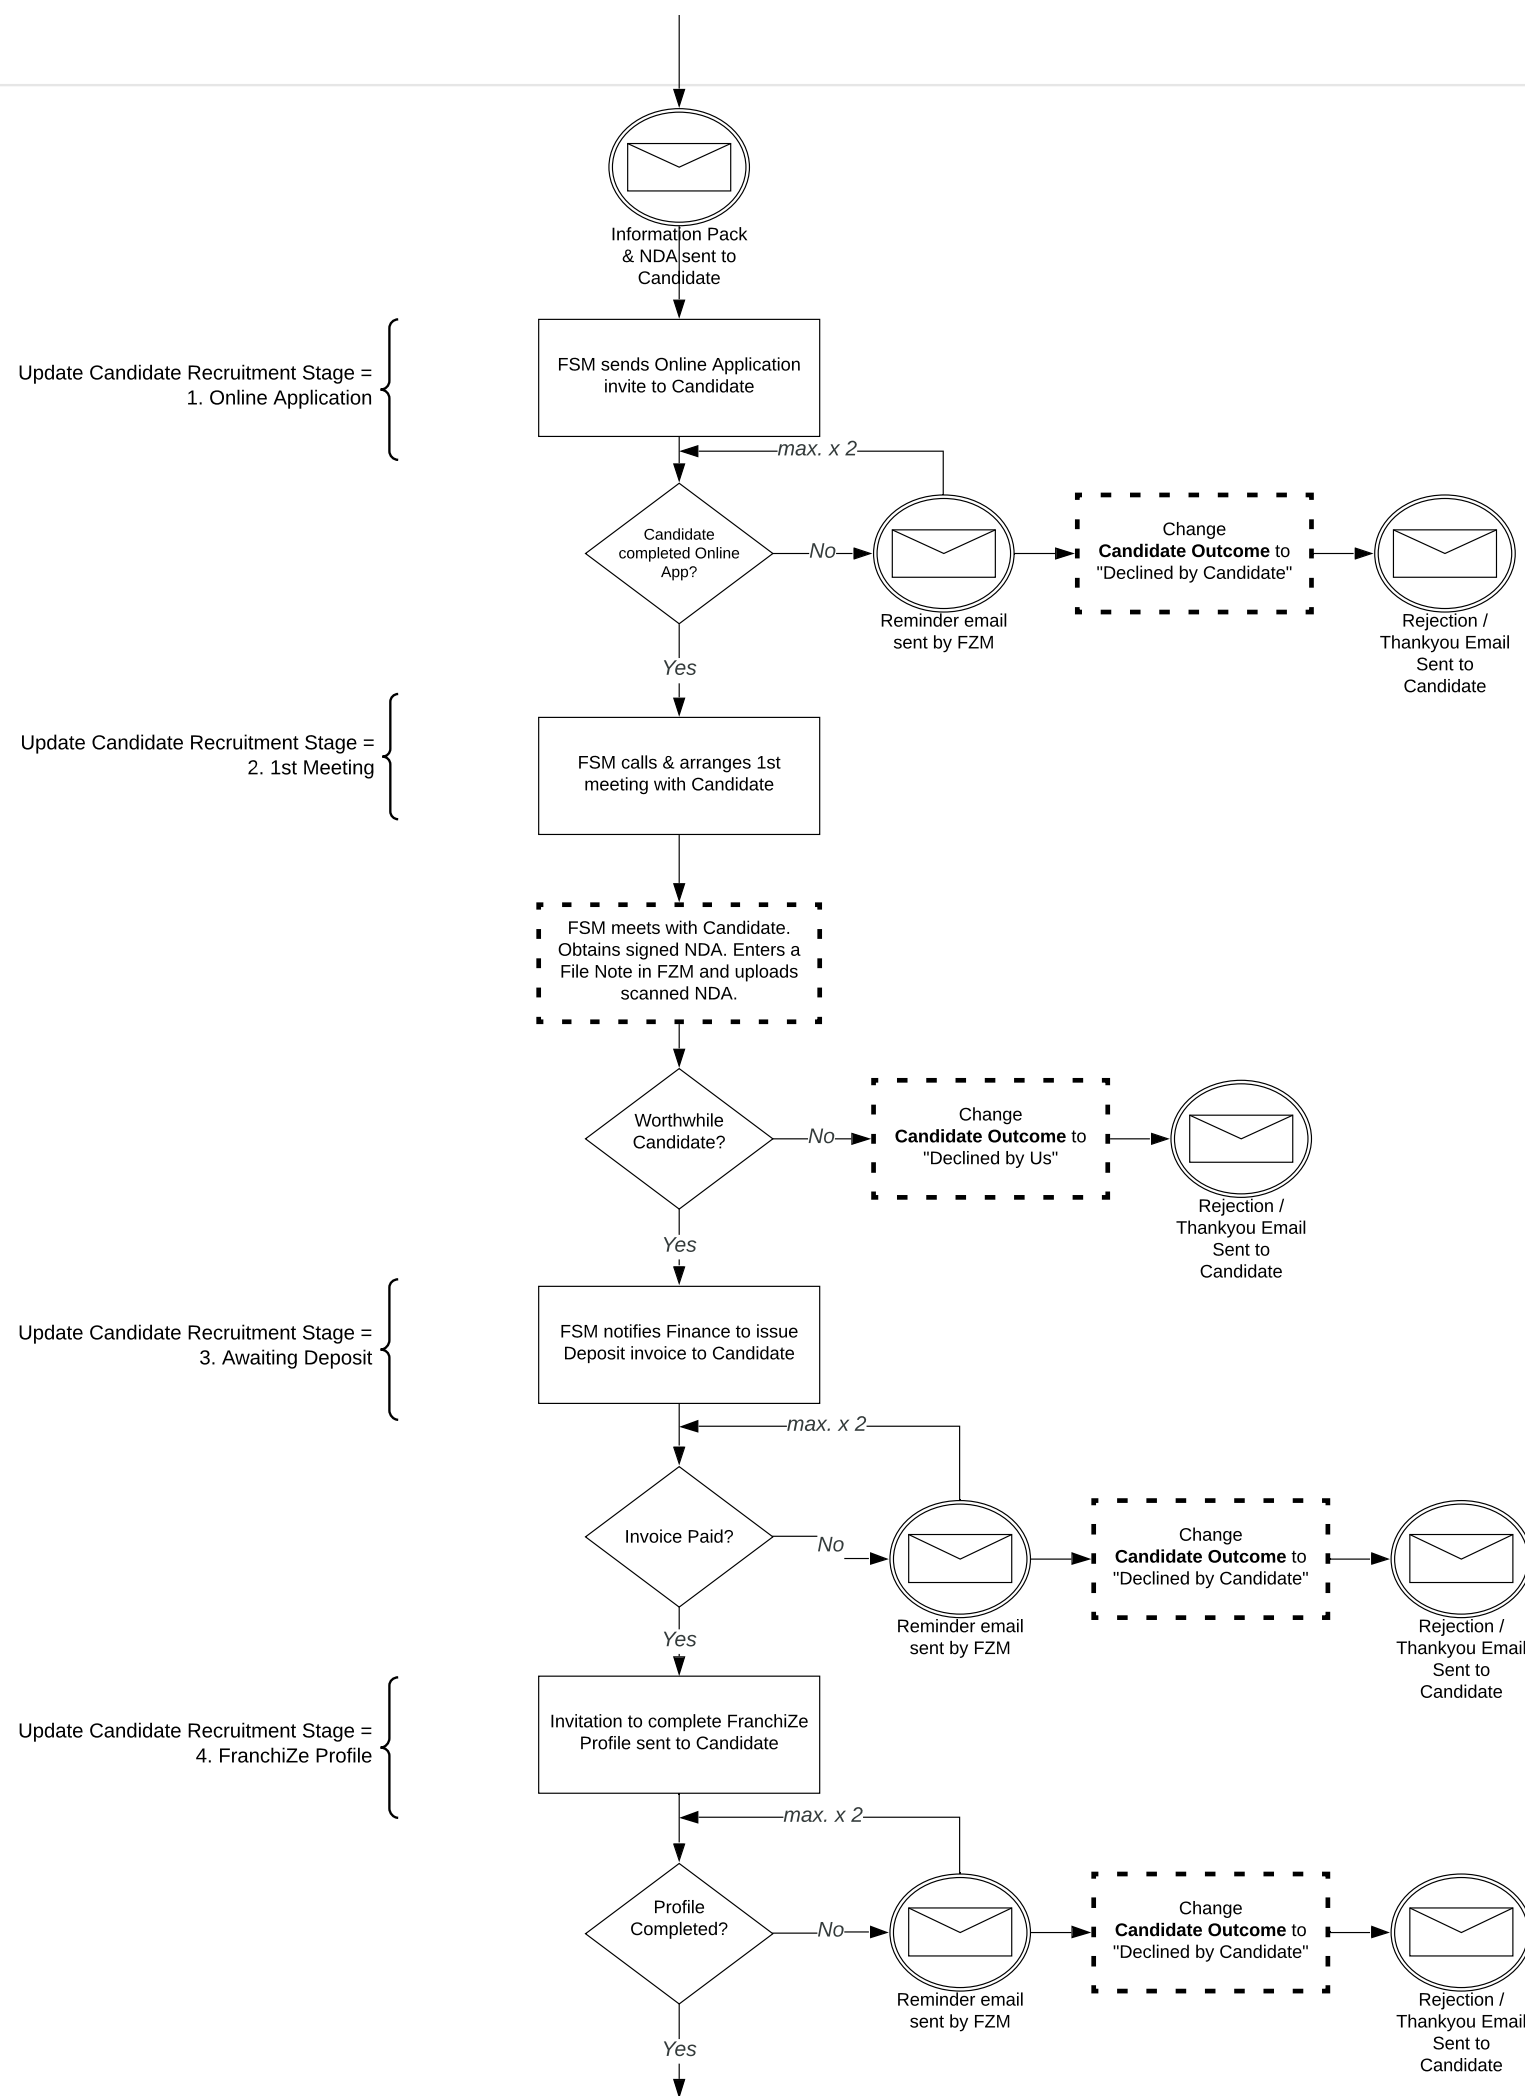 Information Pack
& NDA sent to
Candidate
Update Candidate Recruitment Stage =
1. Online Application
FSM sends Online Application
invite to Candidate
max. x 2
Candidate
completed Online
App?
No
Reminder email
sent by FZM
Change
Candidate Outcome to
"Declined by Candidate"
Rejection /
Thankyou Email
Sent to
Candidate
Yes
Update Candidate Recruitment Stage =
2. 1st Meeting
FSM calls & arranges 1st
meeting with Candidate
FSM meets with Candidate.
Obtains signed NDA. Enters a
File Note in FZM and uploads
scanned NDA.
Worthwhile
Candidate?
No
Change
Candidate Outcome to
"Declined by Us"
Rejection /
Thankyou Email
Sent to
Candidate
Yes
Update Candidate Recruitment Stage =
3. Awaiting Deposit
FSM notifies Finance to issue
Deposit invoice to Candidate
max. x 2
Invoice Paid?
No
Reminder email
sent by FZM
Change
Candidate Outcome to
"Declined by Candidate"
Rejection /
Thankyou Email
Sent to
Candidate
Yes
Update Candidate Recruitment Stage =
4. FranchiZe Profile
Invitation to complete FranchiZe
Profile sent to Candidate
max. x 2
Profile
Completed?
No
Reminder email
sent by FZM
Change
Candidate Outcome to
"Declined by Candidate"
Rejection /
Thankyou Email
Sent to
Candidate
Yes